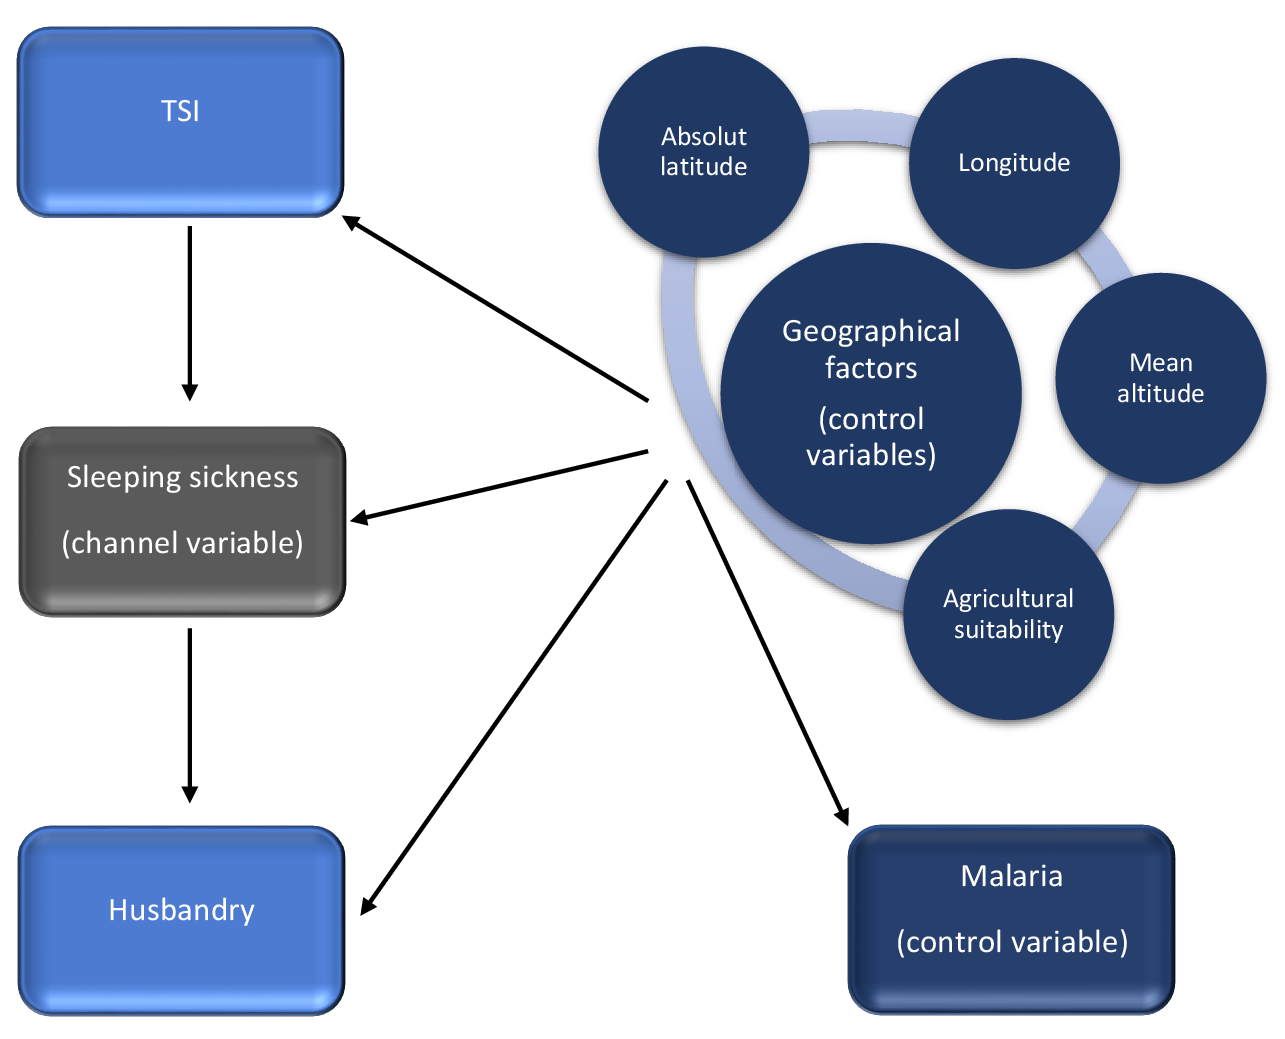 TSI
Sleeping sickness
(channel variable)
Husbandry
Absolut
latitude
Longitude
Mean
altitude
Agricultural
suitability
Geographical
factors
(control
variables)
Malaria
(control variable)